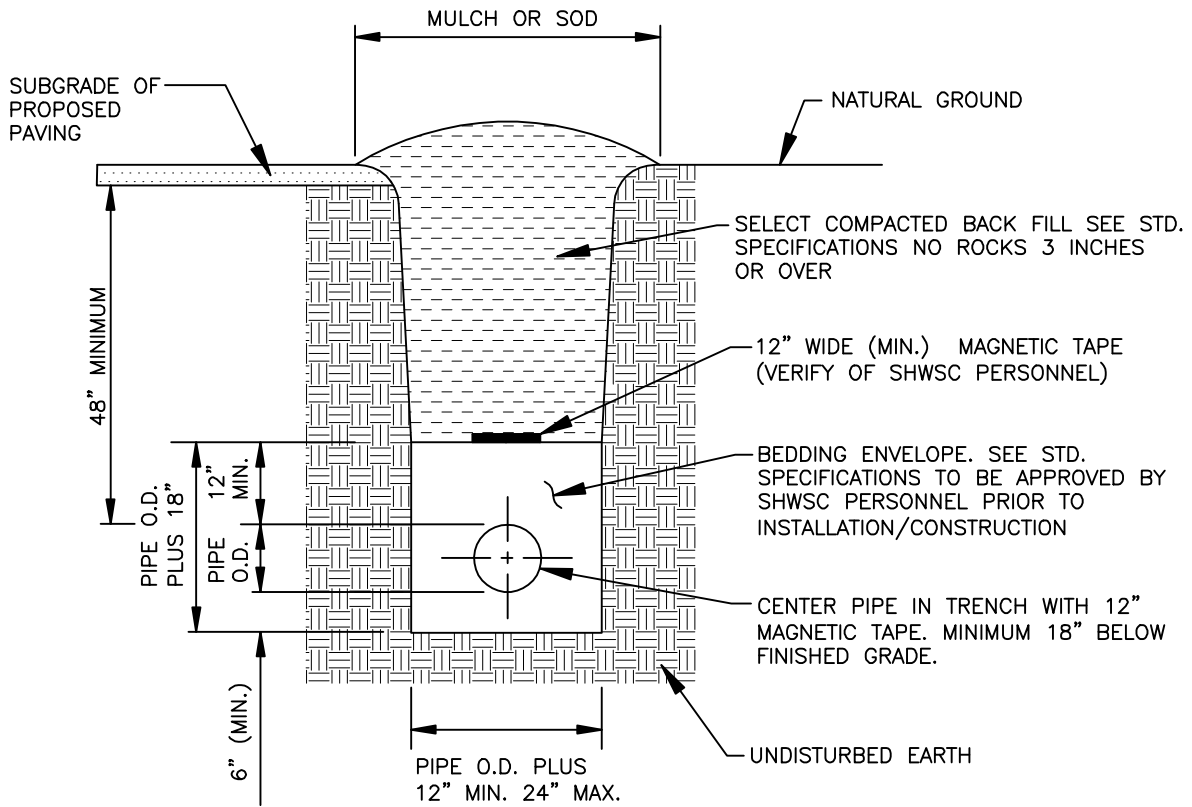 MULCH OR SOD
SUBGRADE OF
PROPOSED
PAVING
NATURAL GROUND
SELECT COMPACTED BACK FILL SEE STD.
SPECIFICATIONS NO ROCKS 3 INCHES
OR OVER
48" MINIMUM
12" WIDE (MIN.) MAGNETIC TAPE
(VERIFY OF SHWSC PERSONNEL)
PIPE O.D.
PLUS 18"
12"
MIN.
PIPE
O.D.
BEDDING ENVELOPE. SEE STD.
SPECIFICATIONS TO BE APPROVED BY
SHWSC PERSONNEL PRIOR TO
INSTALLATION/CONSTRUCTION
CENTER PIPE IN TRENCH WITH 12"
MAGNETIC TAPE. MINIMUM 18" BELOW
FINISHED GRADE.
6" (MIN.)
UNDISTURBED EARTH
PIPE O.D. PLUS
12" MIN. 24" MAX.